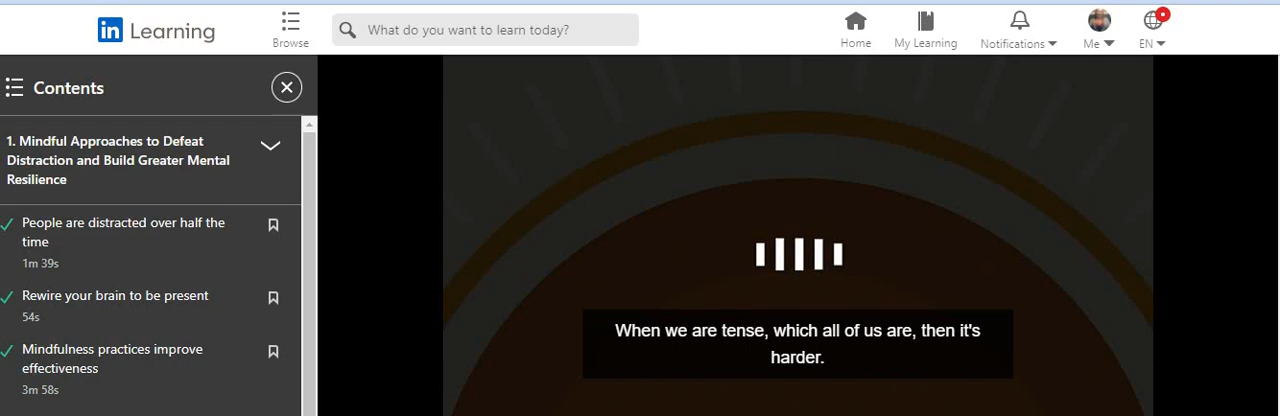 in Learning
Browse
What do you want to learn today?
Home
My Learning
Notifications
Me
EN
Contents
1. Mindful Approaches to Defeat
Distraction and Build Greater Mental
Resilience
People are distracted over half the
time
1m 39s
Rewire your brain to be present
54s
Mindfulness practices improve
effectiveness
3m 58s
When we are tense, which all of us are, then it's
harder.